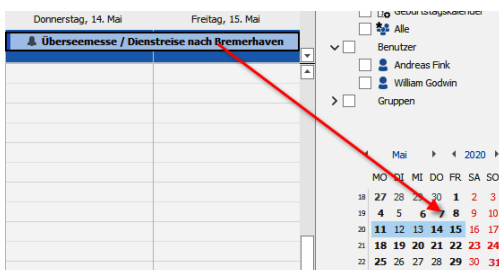 Donnerstag, 14. Mai Freitag, 15. Mai
Überseemesse / Dienstreise nach Bremerhaven
Geburtstagskalender
Alle
Benutzer
Andreas Fink
William Godwin
Gruppen
Mai 2020
MO DI MI DO FR SA SO
18 27 28 29 30 1 2 3
19 4 5 6 7 8 9 10
20 11 12 13 14 15 16 17
21 18 19 20 21 22 23 24
22 25 26 27 28 29 30 31